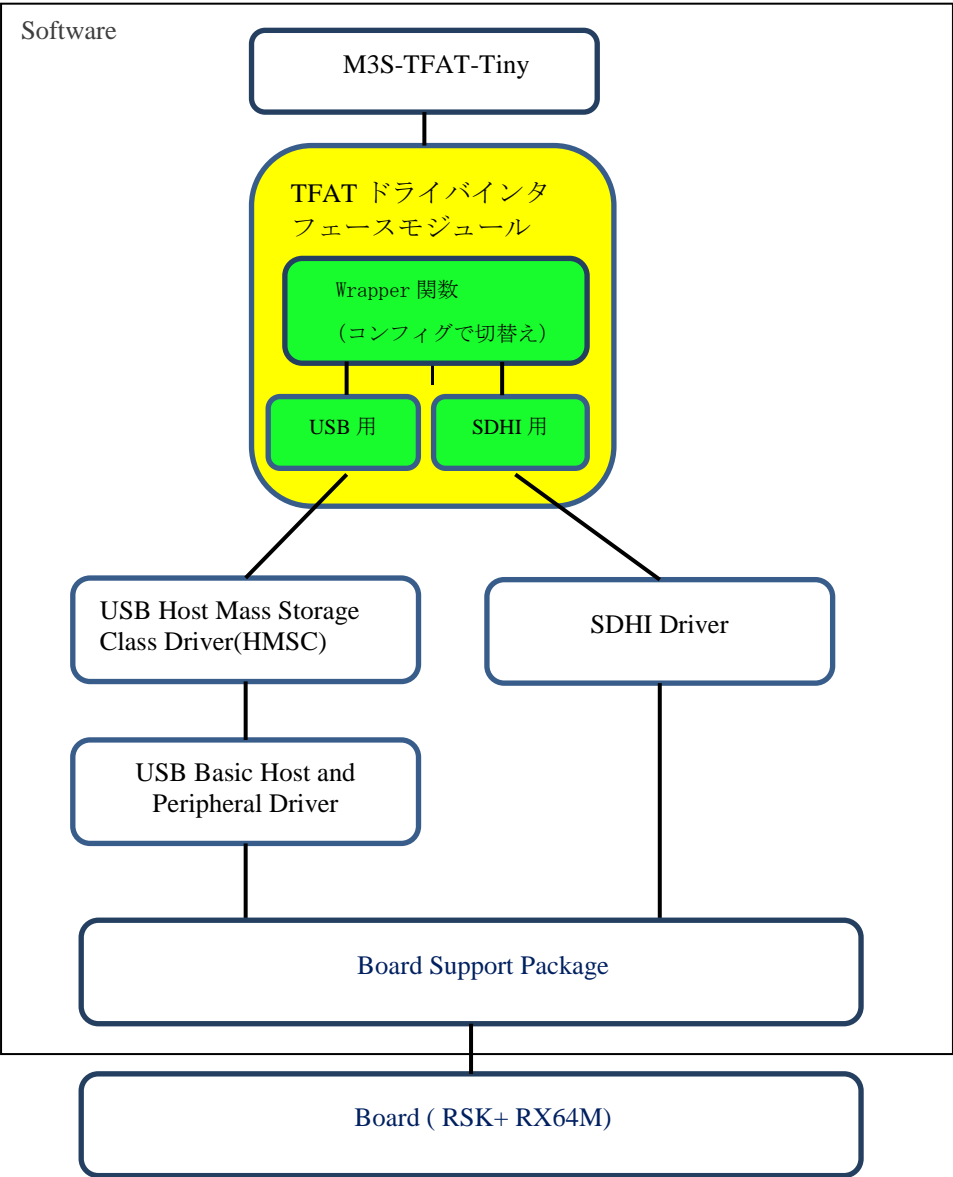 Software
M3S-TFAT-Tiny
TFAT ドライバインタ
フェースモジュール
Wrapper 関数
（コンフィグで切替え）
USB 用
SDHI 用
USB Host Mass Storage
Class Driver(HMSC)
SDHI Driver
USB Basic Host and
Peripheral Driver
Board Support Package
Board ( RSK+ RX64M)